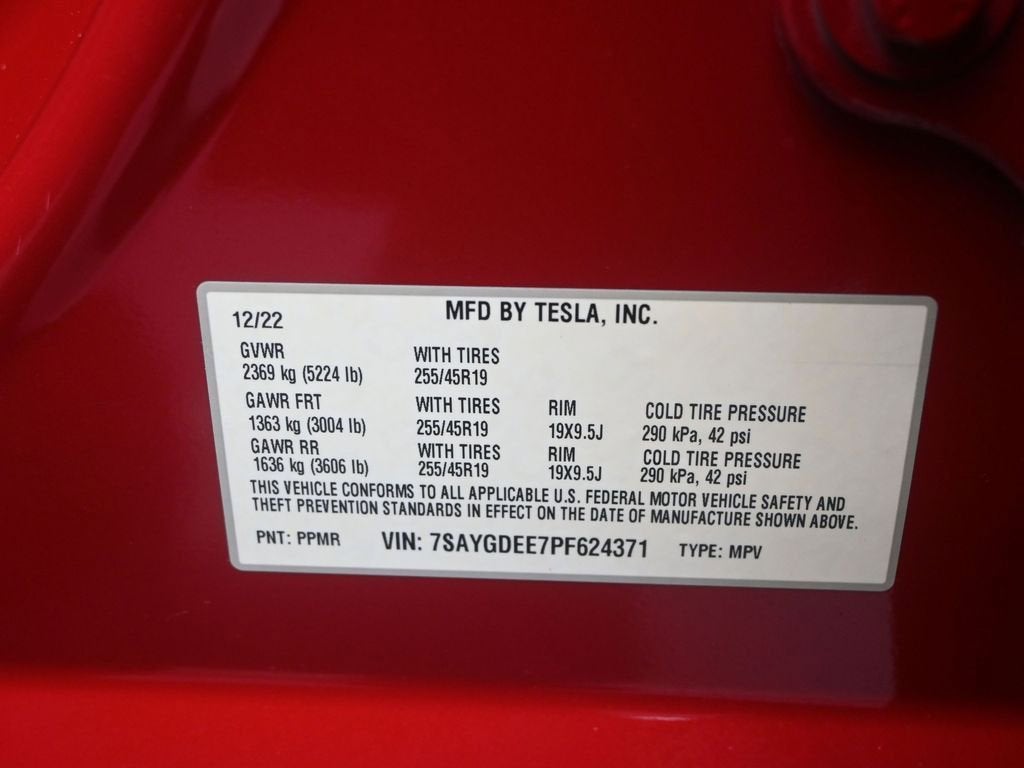 12/22 MFD BY TESLA, INC.
GVWR WITH TIRES
2369 kg (5224 lb) 255/45R19
GAWR FRT WITH TIRES RIM COLD TIRE PRESSURE
1363 kg (3004 lb) 255/45R19 19X9.5J 290 kPa, 42 psi
GAWR RR WITH TIRES RIM COLD TIRE PRESSURE
1636 kg (3606 lb) 255/45R19 19X9.5J 290 kPa, 42 psi
THIS VEHICLE CONFORMS TO ALL APPLICABLE U.S. FEDERAL MOTOR VEHICLE SAFETY AND
THEFT PREVENTION STANDARDS IN EFFECT ON THE DATE OF MANUFACTURE SHOWN ABOVE.
PNT: PPMR VIN: 7SAYGDEE7PF624371 TYPE: MPV